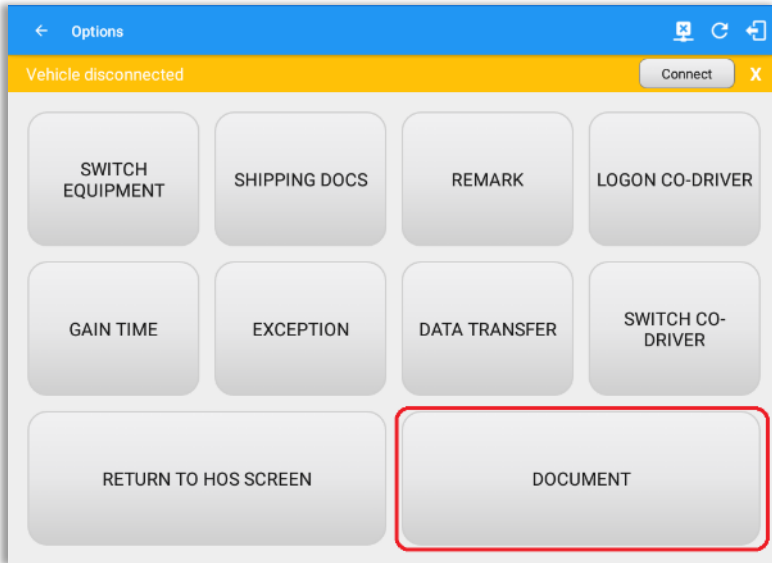 Options
Vehicle disconnected
Connect
X
SWITCH
EQUIPMENT
SHIPPING DOCS
REMARK
LOGON CO-DRIVER
GAIN TIME
EXCEPTION
DATA TRANSFER
SWITCH CO-
DRIVER
RETURN TO HOS SCREEN
DOCUMENT